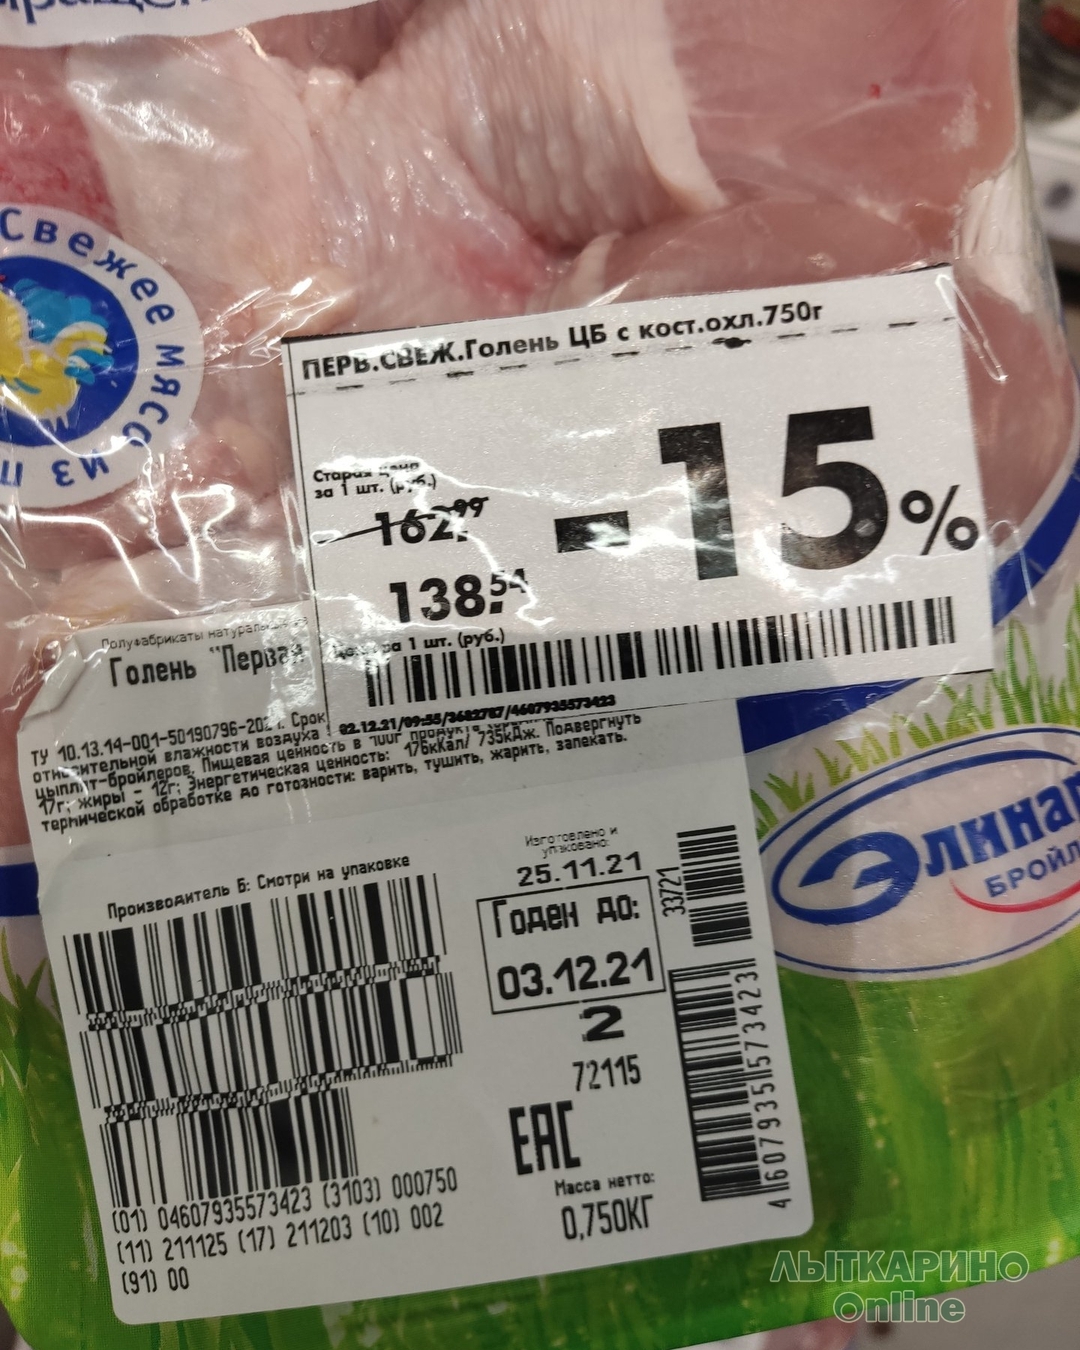 Свежее мясо из
ПЕРВ.СВЕЖ.Голень ЦБ с кост.охл.750г
Старая цена
за 1 шт. (руб.)
162.99
-15%
138.54
за 1 шт. (руб.)
02.12.21/09:55/3682787/4607935573423
Полуфабрикаты
Голень "Первая
ТУ 10.13.14-001-50190796-202 Срок
относительной влажности воздуха
цыплят-бройлеров. Пищевая ценность в 100г продукта
17г; жиры - 12г; Энергетическая ценность: 176кКал/ 735кДж. Подвергнуть
термической обработке до готовности: варить, тушить, жарить, запекать.
Производитель Б: Смотри на упаковке
Изготовлено и
упаковано:
25.11.21
Годен до:
03.12.21
2
72115
33721
EAC
Масса нетто:
0,750КГ
4607935573423
(01) 04607935573423 (3103) 000750
(11) 211125 (17) 211203 (10) 002
(91) 00
Элинар
БРОЙЛ
ЛЫТКАРИНО
Online